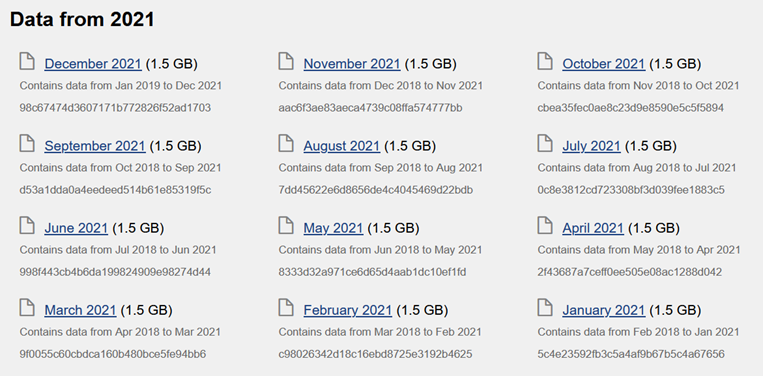 Data from 2021
December 2021 (1.5 GB)
Contains data from Jan 2019 to Dec 2021
98c67474d3607171b772826f52ad1703
November 2021 (1.5 GB)
Contains data from Dec 2018 to Nov 2021
aac6f3ae83aeca4739c08ffa574777bb
October 2021 (1.5 GB)
Contains data from Nov 2018 to Oct 2021
cbea35fec0ae8c23d9e8590e5c5f5894
September 2021 (1.5 GB)
Contains data from Oct 2018 to Sep 2021
d53a1dda0a4eedeed514b61e85319f5c
August 2021 (1.5 GB)
Contains data from Sep 2018 to Aug 2021
7dd45622e6d8656de4c4045469d22bdb
July 2021 (1.5 GB)
Contains data from Aug 2018 to Jul 2021
0c8e3812cd723308bf3d039fee1883c5
June 2021 (1.5 GB)
Contains data from Jul 2018 to Jun 2021
998f443cb4b6da199824909e98274d44
May 2021 (1.5 GB)
Contains data from Jun 2018 to May 2021
8333d32a971ce6d65d4aab1dc10ef1fd
April 2021 (1.5 GB)
Contains data from May 2018 to Apr 2021
2f43687a7ceff0ee505e08ac1288d042
March 2021 (1.5 GB)
Contains data from Apr 2018 to Mar 2021
9f0055c60cbdca160b480bce5fe94bb6
February 2021 (1.5 GB)
Contains data from Mar 2018 to Feb 2021
c98026342d18c16ebd8725e3192b4625
January 2021 (1.5 GB)
Contains data from Feb 2018 to Jan 2021
5c4e23592fb3c5a4af9b67b5c4a67656